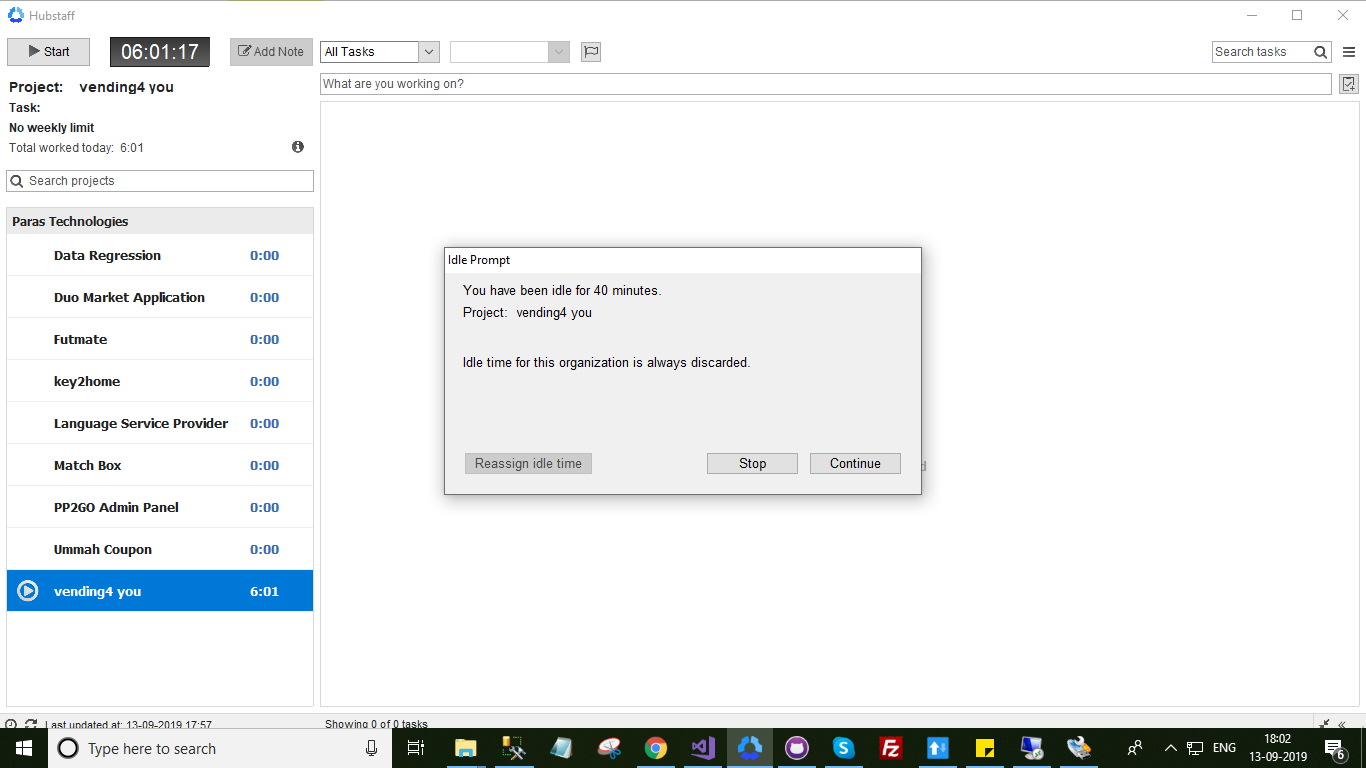 Hubstaff
Start
06:01:17
Add Note
All Tasks
Search tasks
Project: vending4 you
What are you working on?
Task:
No weekly limit
Total worked today: 6:01
Search projects
Paras Technologies
Data Regression 0:00
Duo Market Application 0:00
Futmate 0:00
key2home 0:00
Language Service Provider 0:00
Match Box 0:00
PP2GO Admin Panel 0:00
Ummah Coupon 0:00
vending4 you 6:01
Idle Prompt
You have been idle for 40 minutes.
Project: vending4 you
Idle time for this organization is always discarded.
Reassign idle time
Stop
Continue
d
Last updated at: 13-09-2019 17:57
Showing 0 of 0 tasks
Type here to search
ENG
18:02
13-09-2019
6